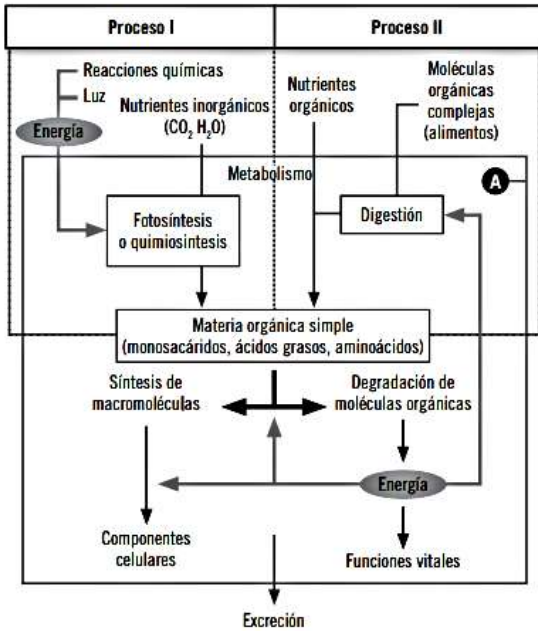 Proceso I
Proceso II
Reacciones químicas
Luz
Energía
Nutrientes inorgánicos
(CO₂ H₂O)
Nutrientes
orgánicos
Moléculas
orgánicas
complejas
(alimentos)
Metabolismo
A
Fotosíntesis
o quimiosintesis
Digestión
Materia orgánica simple
(monosacáridos, ácidos grasos, aminoácidos)
Síntesis de
macromoléculas
Degradación de
moléculas orgánicas
Energía
Componentes
celulares
Funciones vitales
Excreción